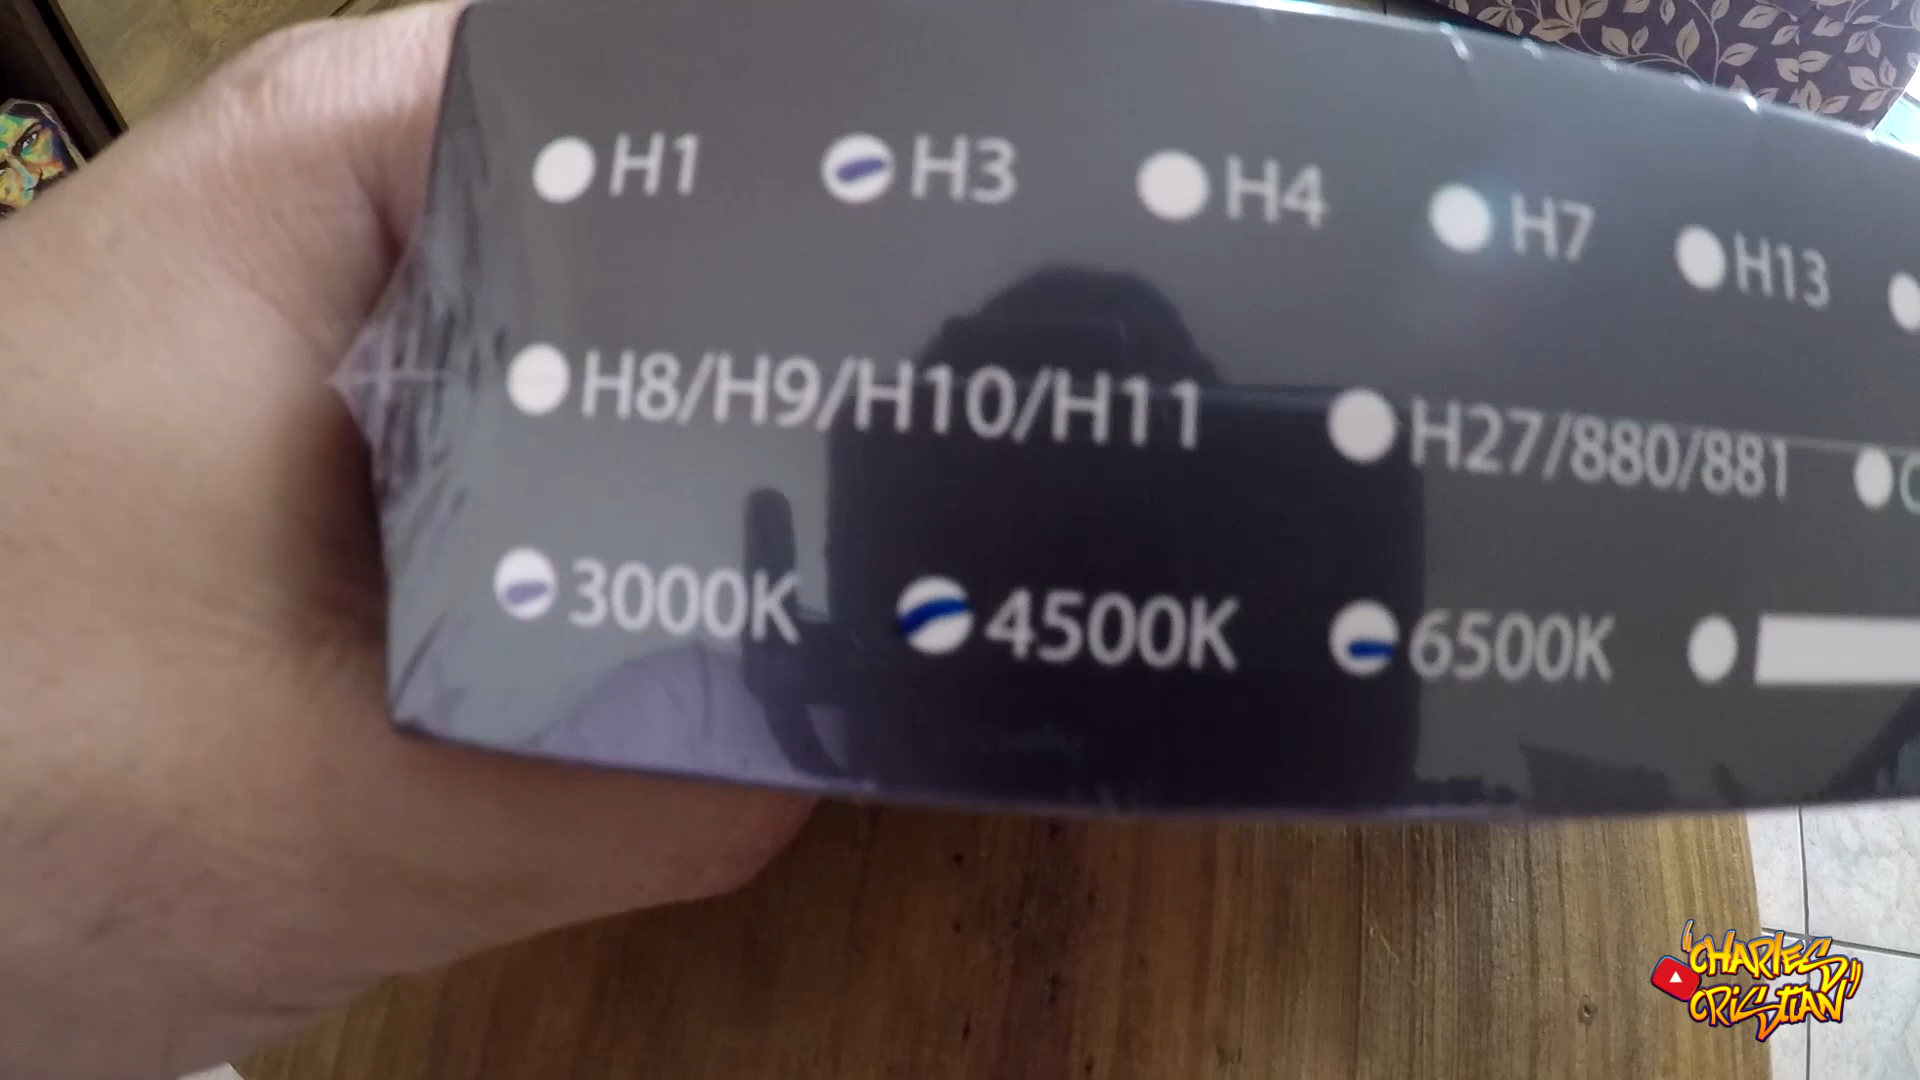 H1 H3 H4 H7 H13
H8/H9/H10/H11 H27/880/881
3000K 4500K 6500K
"CHARLES
CRISTIAN"